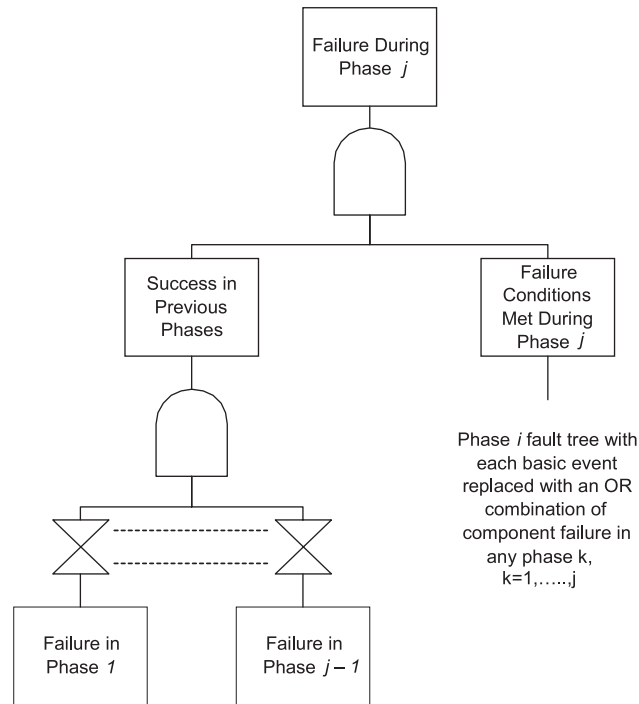 Failure During
Phase j
Success in
Previous
Phases
Failure
Conditions
Met During
Phase j
Phase i fault tree with
each basic event
replaced with an OR
combination of
component failure in
any phase k,
k=1,…..,j
Failure in
Phase 1
Failure in
Phase j – 1